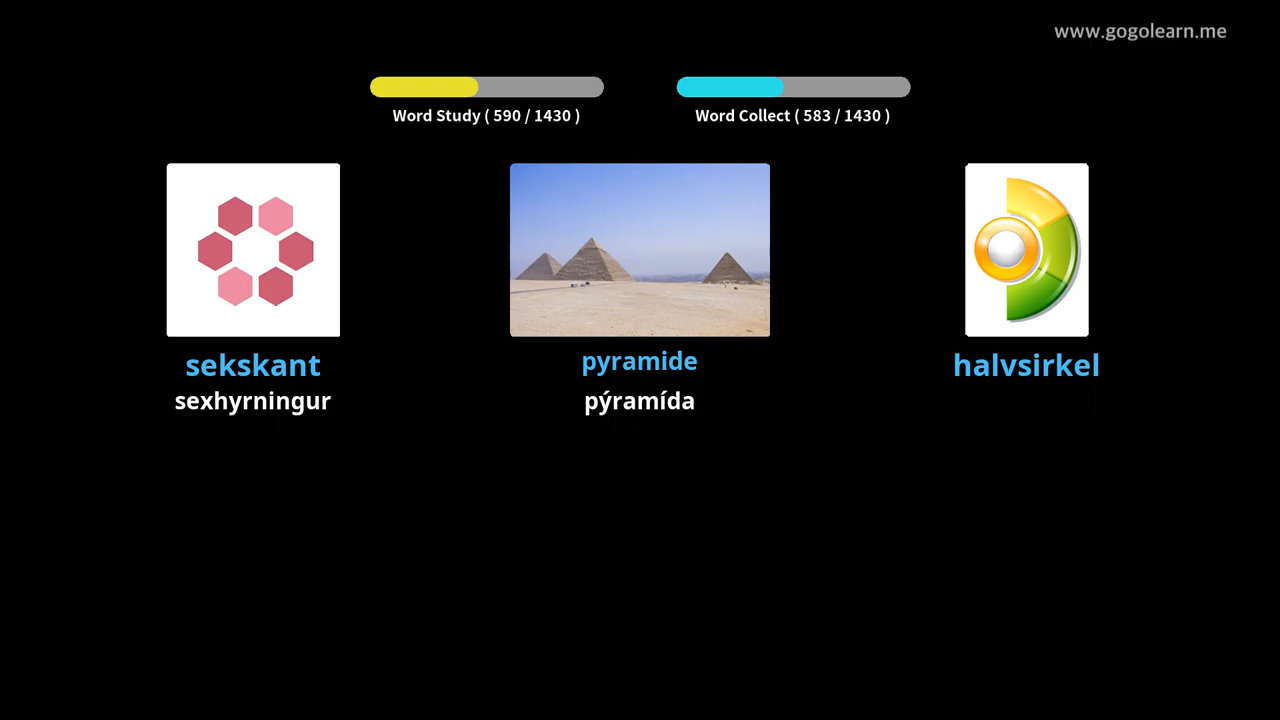 www.gogolearn.me
Word Study ( 590 / 1430 )
Word Collect ( 583 / 1430 )
sekskant
sexhyrningur
pyramide
pýramída
halvsirkel